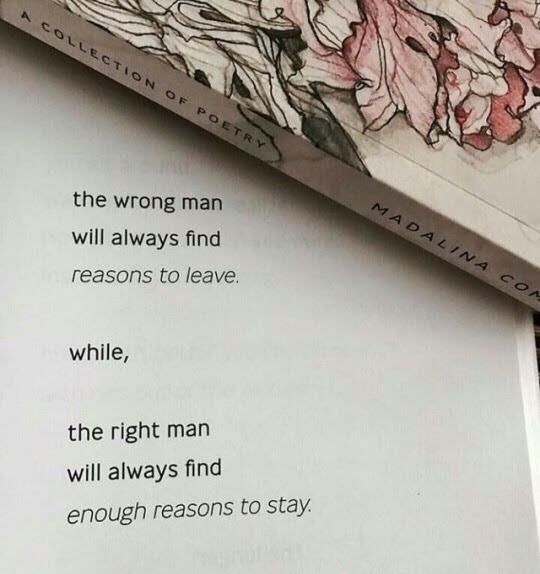 A COLLECTION OF POETRY
MADALINA
the wrong man
will always find
reasons to leave.
while,
the right man
will always find
enough reasons to stay.